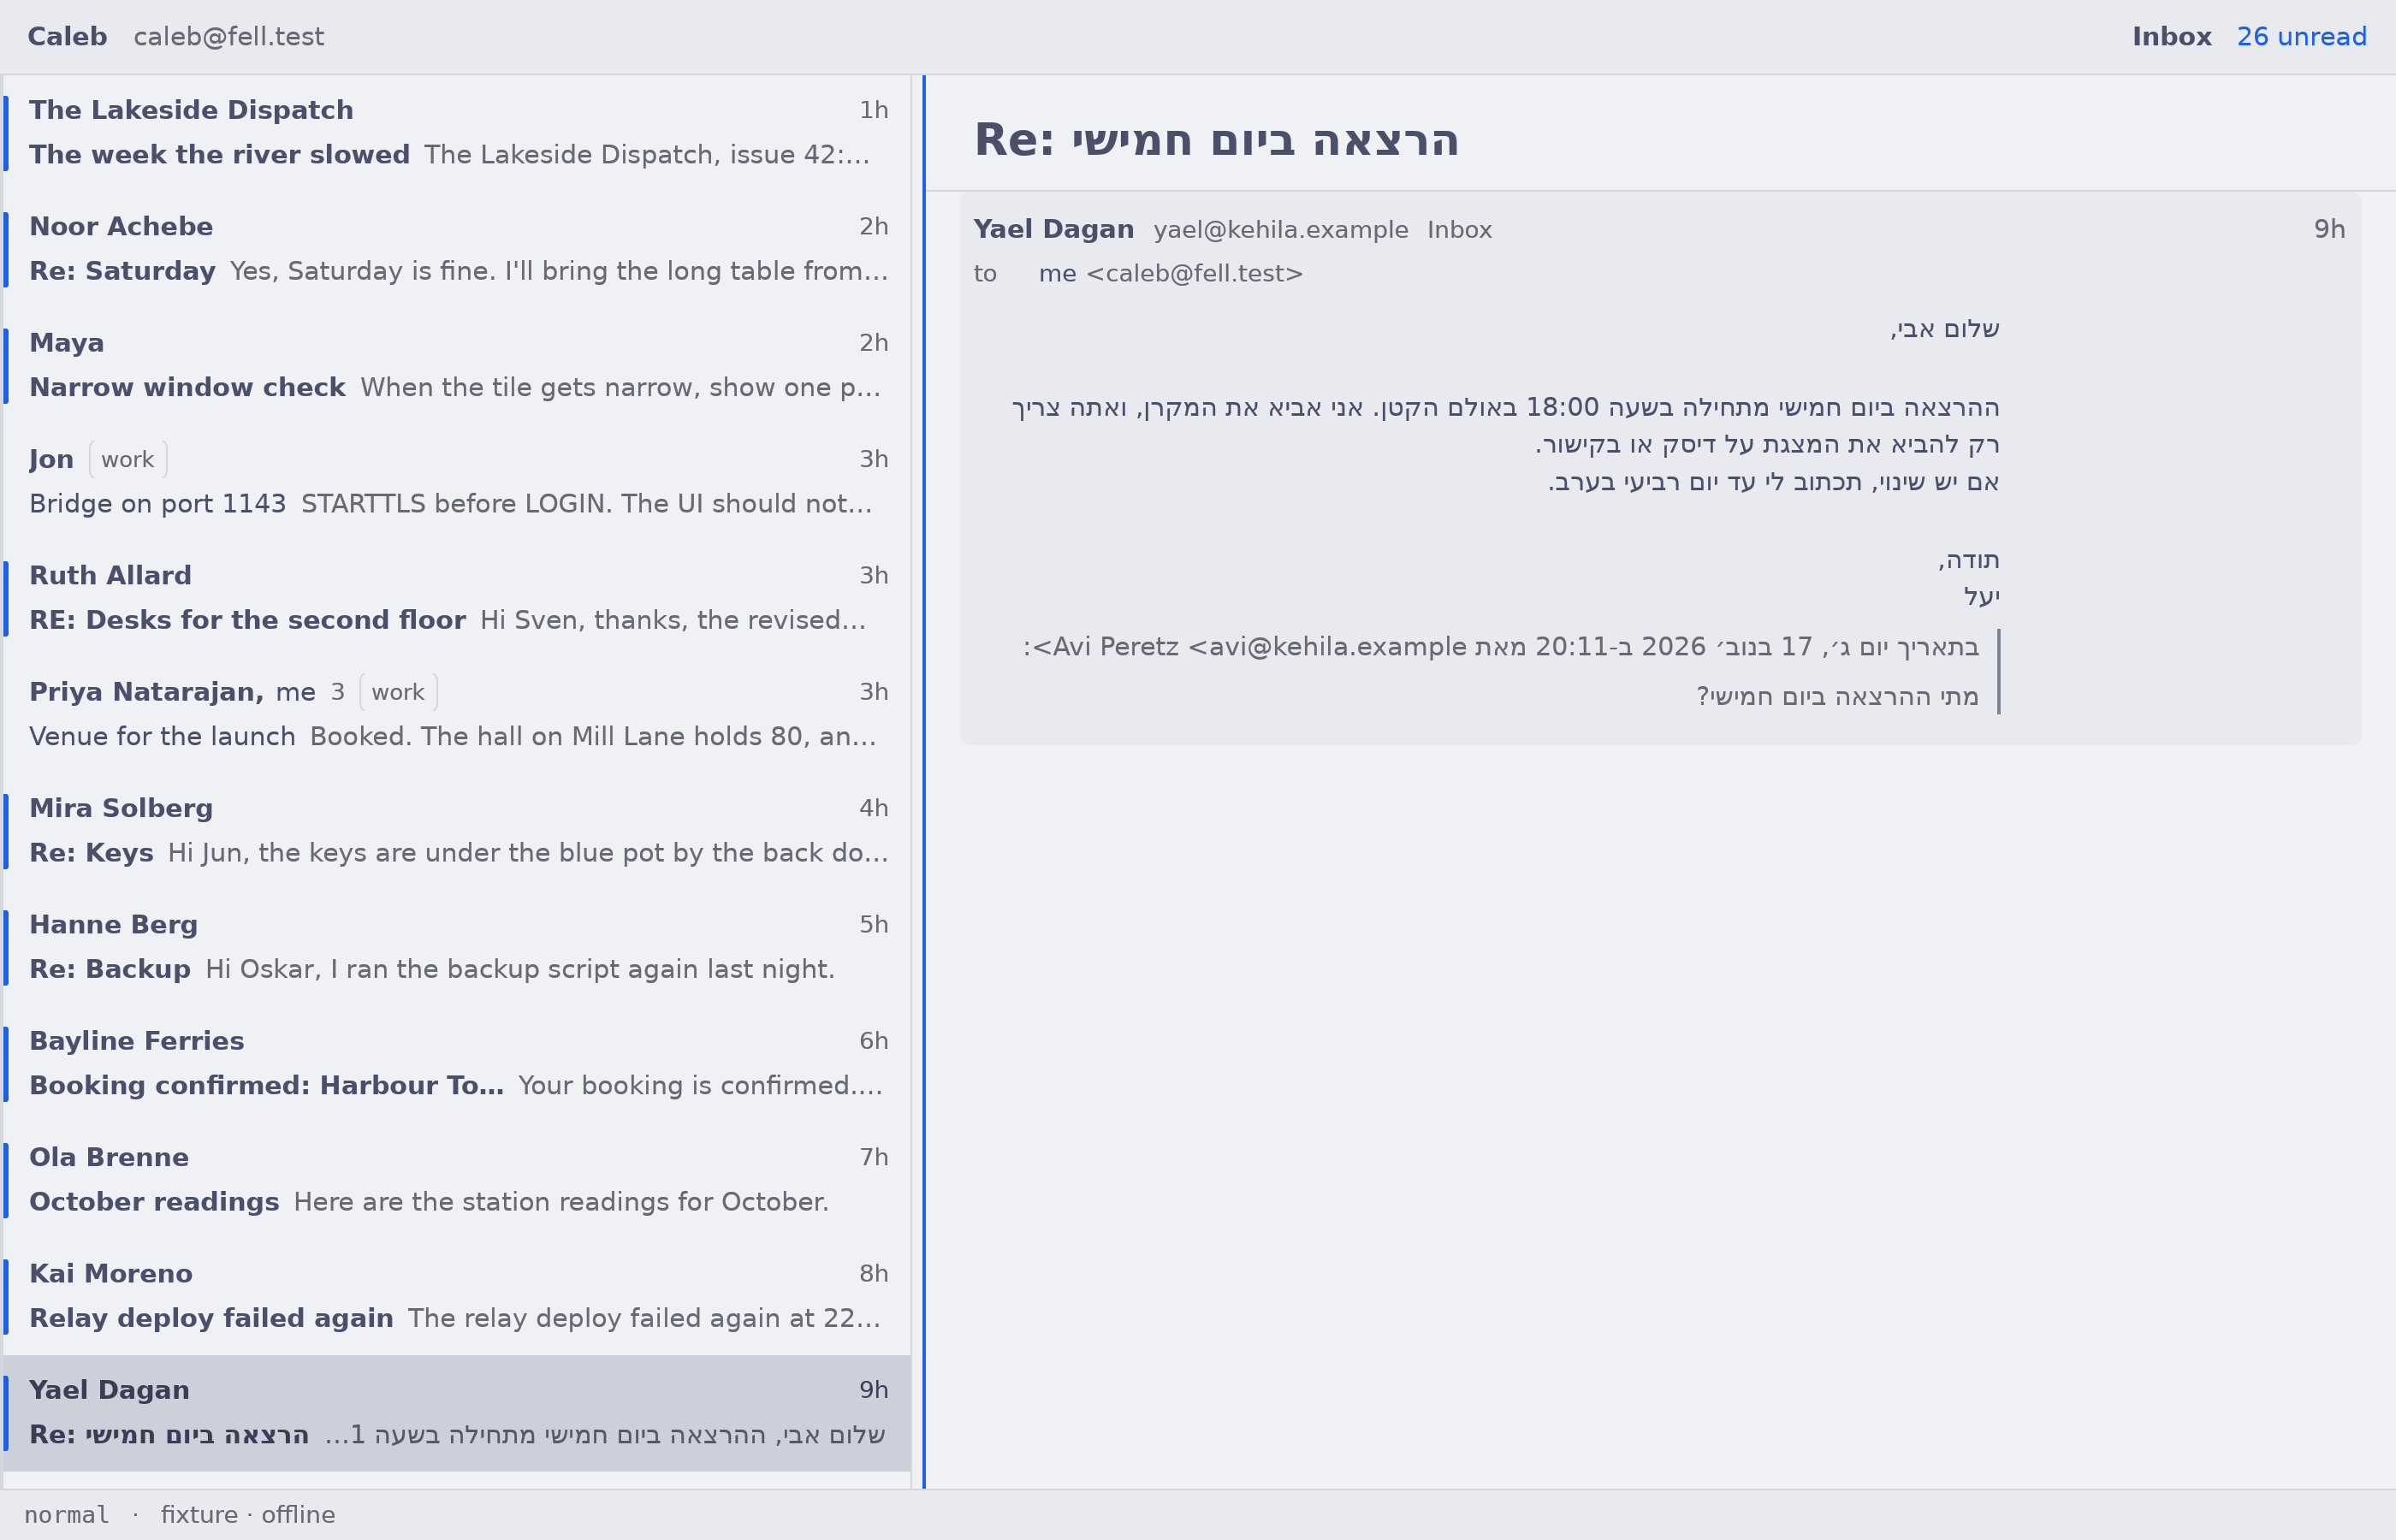 Caleb caleb@fell.test
Inbox 26 unread
The Lakeside Dispatch 1h
The week the river slowed The Lakeside Dispatch, issue 42:…
Noor Achebe 2h
Re: Saturday Yes, Saturday is fine. I'll bring the long table from…
Maya 2h
Narrow window check When the tile gets narrow, show one p…
Jon work 3h
Bridge on port 1143 STARTTLS before LOGIN. The UI should not…
Ruth Allard 3h
RE: Desks for the second floor Hi Sven, thanks, the revised…
Priya Natarajan, me 3 work 3h
Venue for the launch Booked. The hall on Mill Lane holds 80, an…
Mira Solberg 4h
Re: Keys Hi Jun, the keys are under the blue pot by the back do…
Hanne Berg 5h
Re: Backup Hi Oskar, I ran the backup script again last night.
Bayline Ferries 6h
Booking confirmed: Harbour To… Your booking is confirmed.…
Ola Brenne 7h
October readings Here are the station readings for October.
Kai Moreno 8h
Relay deploy failed again The relay deploy failed again at 22…
Yael Dagan 9h
Re: הרצאה ביום חמישי שלום אבי, ההרצאה ביום חמישי מתחילה בשעה 1…
Re: הרצאה ביום חמישי
Yael Dagan yael@kehila.example Inbox 9h
to me <caleb@fell.test>
שלום אבי,
ההרצאה ביום חמישי מתחילה בשעה 18:00 באולם הקטן. אני אביא את המקרן, ואתה צריך
רק להביא את המצגת על דיסק או בקישור.
אם יש שינוי, תכתוב לי עד יום רביעי בערב.
תודה,
יעל
בתאריך יום ג׳, 17 בנוב׳ 2026 ב-20:11 מאת Avi Peretz <avi@kehila.example>:
מתי ההרצאה ביום חמישי?
normal · fixture · offline